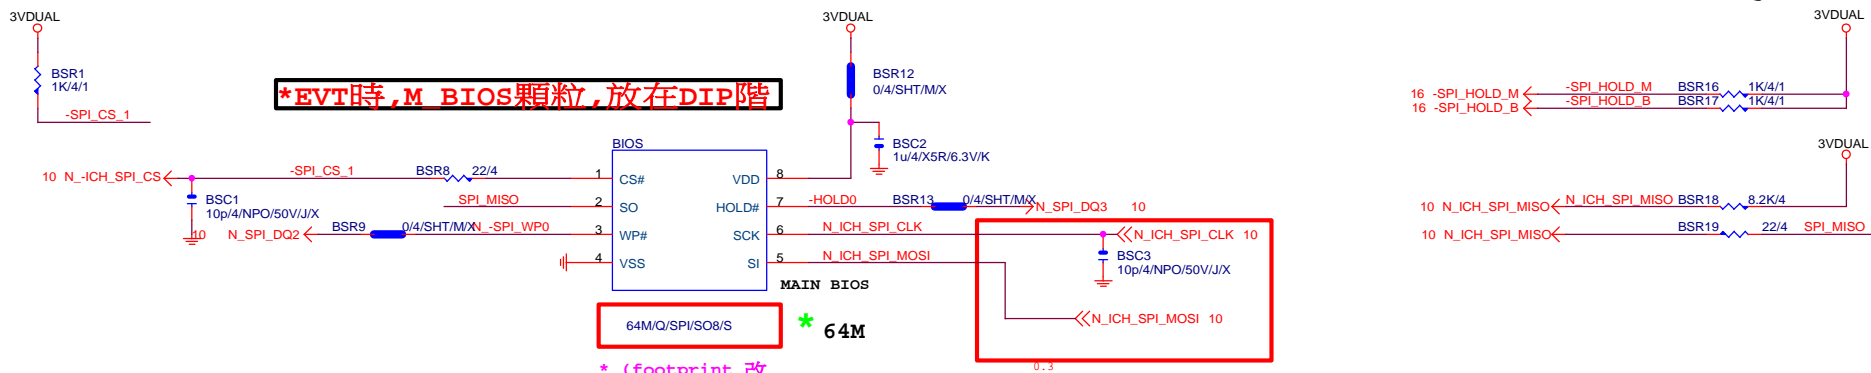 3VDUAL
BSR1
1K/4/1
-SPI_CS_1
*EVT時,M_BIOS顆粒,放在DIP階
3VDUAL
BSR12
0/4/SHT/M/X
BSC2
1u/4/X5R/6.3V/K
BIOS
10 N_-ICH_SPI_CS
-SPI_CS_1
BSR8 22/4
1 CS#
VDD 8
BSC1
10p/4/NPO/50V/J/X
SPI_MISO
2 SO
HOLD# 7
-HOLD0
BSR13 0/4/SHT/M/X
N_SPI_DQ3 10
10 N_SPI_DQ2
BSR9 0/4/SHT/M/X
N_-SPI_WP0
3 WP#
SCK 6
N_ICH_SPI_CLK
N_ICH_SPI_CLK 10
4 VSS
SI 5
N_ICH_SPI_MOSI
BSC3
10p/4/NPO/50V/J/X
MAIN BIOS
64M/Q/SPI/SO8/S
* 64M
N_ICH_SPI_MOSI 10
* (footprint 改
0.3
3VDUAL
16 -SPI_HOLD_M
-SPI_HOLD_M BSR16 1K/4/1
16 -SPI_HOLD_B
-SPI_HOLD_B BSR17 1K/4/1
3VDUAL
10 N_ICH_SPI_MISO
N_ICH_SPI_MISO BSR18 8.2K/4
10 N_ICH_SPI_MISO
BSR19 22/4 SPI_MISO